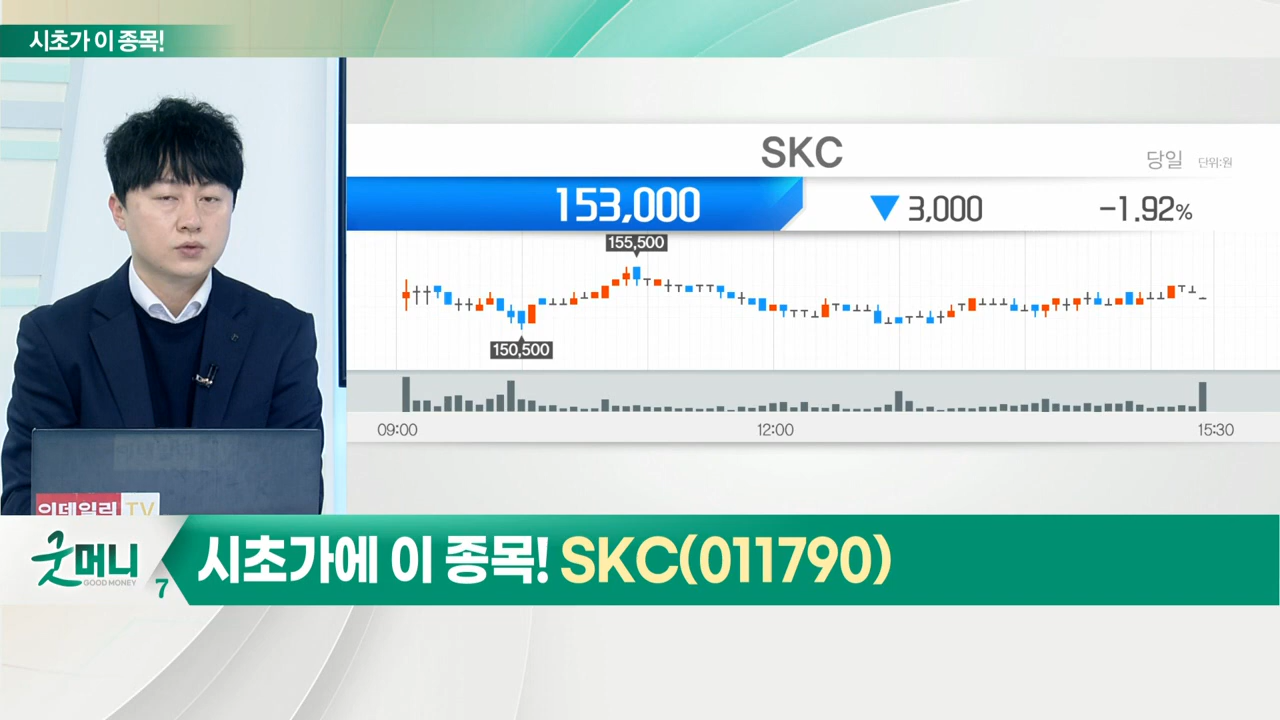 시초가 이 종목!
SKC
당일 단위:원
153,000 ▼ 3,000 -1.92%
155,500
150,500
09:00 12:00 15:30
이데일리 TV
굿머니
GOOD MONEY
7
시초가에 이 종목! SKC(011790)